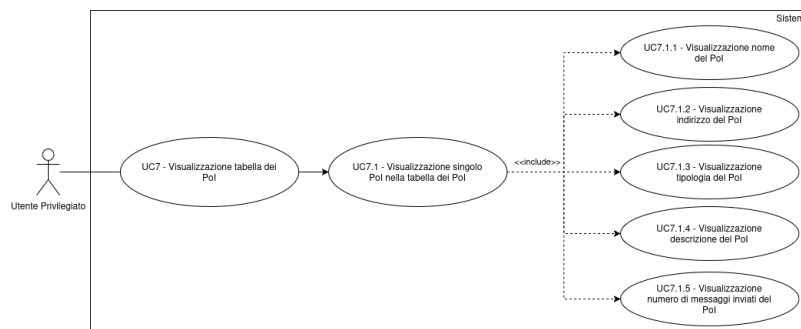 Sistem
UC7.1.1 - Visualizzazione nome
del PoI
UC7.1.2 - Visualizzazione
indirizzo del PoI
UC7 - Visualizzazione tabella dei
PoI
UC7.1 - Visualizzazione singolo
PoI nella tabella dei PoI
<<include>>
UC7.1.3 - Visualizzazione
tipologia del PoI
Utente Privilegiato
UC7.1.4 - Visualizzazione
descrizione del PoI
UC7.1.5 - Visualizzazione
numero di messaggi inviati del
PoI